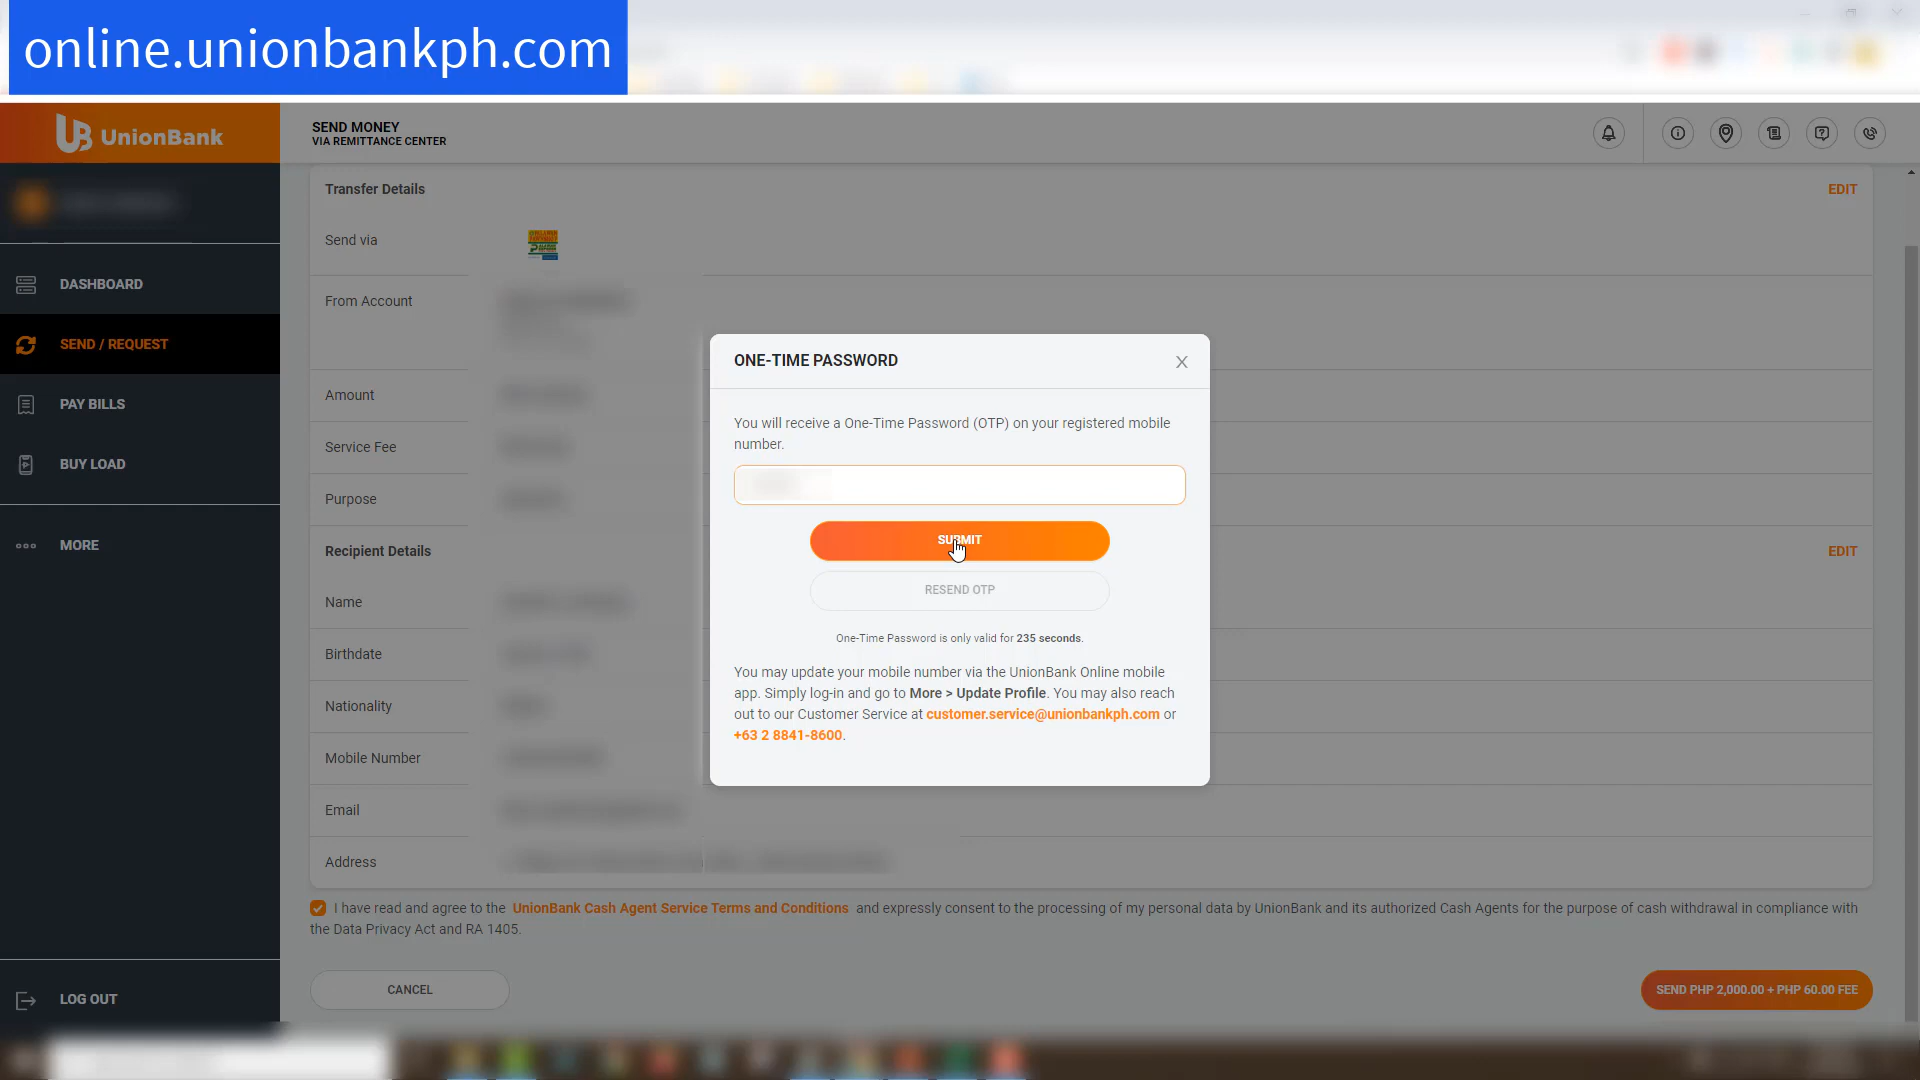 online.unionbankph.com
UnionBank
SEND MONEY
VIA REMITTANCE CENTER
DASHBOARD
SEND / REQUEST
PAY BILLS
BUY LOAD
MORE
LOG OUT
Transfer Details
EDIT
Send via
From Account
Amount
Service Fee
Purpose
Recipient Details
EDIT
Name
Birthdate
Nationality
Mobile Number
Email
Address
ONE-TIME PASSWORD
X
You will receive a One-Time Password (OTP) on your registered mobile
number.
SUBMIT
RESEND OTP
One-Time Password is only valid for 235 seconds.
You may update your mobile number via the UnionBank Online mobile
app. Simply log-in and go to More > Update Profile. You may also reach
out to our Customer Service at customer.service@unionbankph.com or
+63 2 8841-8600.
I have read and agree to the UnionBank Cash Agent Service Terms and Conditions and expressly consent to the processing of my personal data by UnionBank and its authorized Cash Agents for the purpose of cash withdrawal in compliance with
the Data Privacy Act and RA 1405.
CANCEL
SEND PHP 2,000.00 + PHP 60.00 FEE